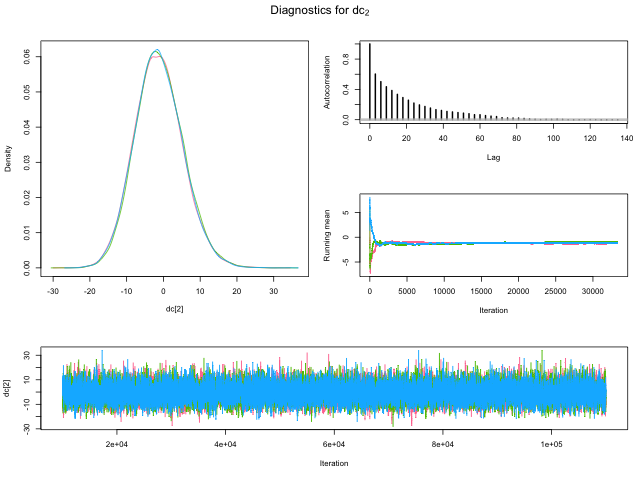 Diagnostics for dc2
Density
0.00 0.01 0.02 0.03 0.04 0.05 0.06
-30 -20 -10 0 10 20 30
dc[2]
Autocorrelation
0.0 0.4 0.8
0 20 40 60 80 100 120 140
Lag
Running mean
-5 0 5
0 5000 10000 15000 20000 25000 30000
Iteration
dc[2]
-30 -10 10 30
2e+04 4e+04 6e+04 8e+04 1e+05
Iteration